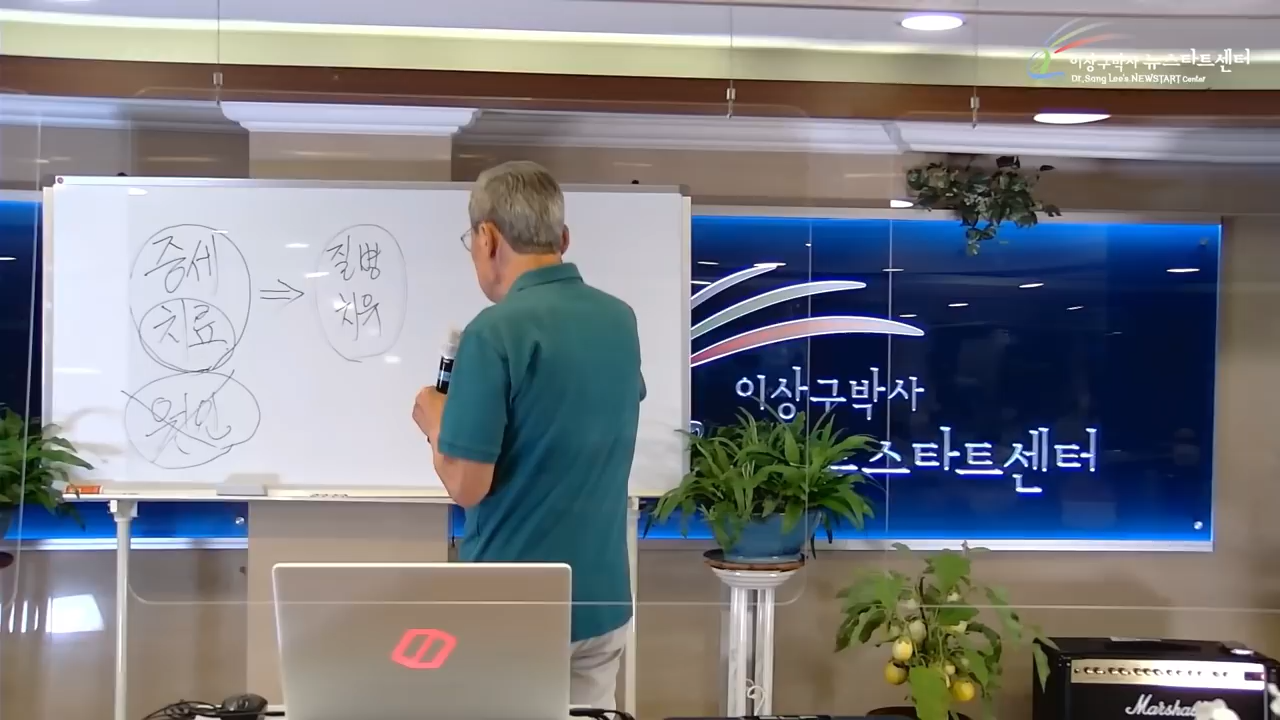 이상구박사 뉴스타트센터
Dr. Sang Lee's NEWSTART Center
증세
치료
원인
⇒
질병
치유
이상구박사
스타트센터
Marshall